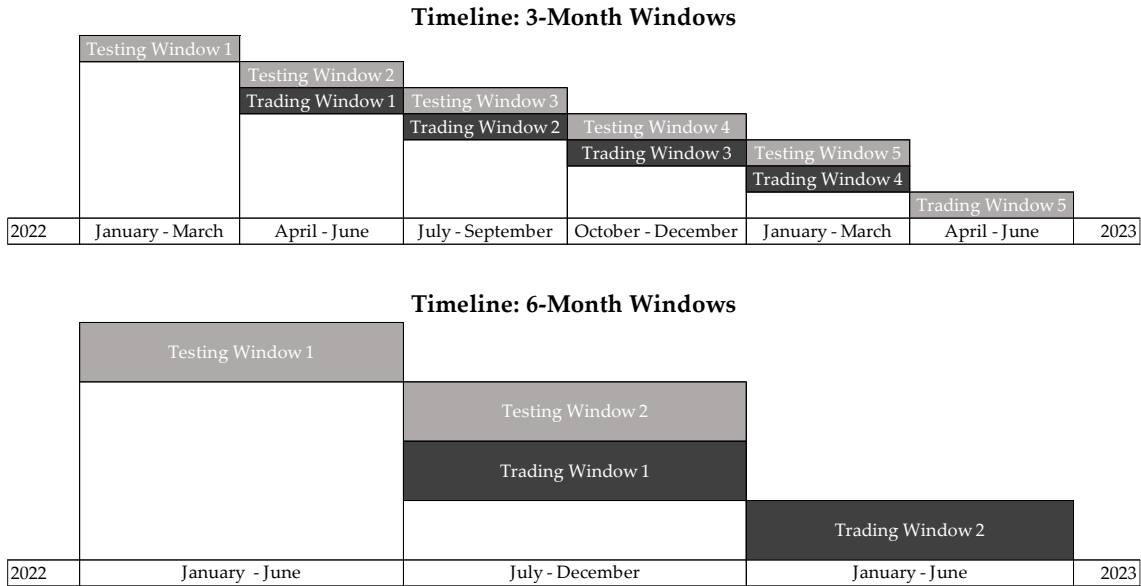 Timeline: 3-Month Windows
Testing Window 1
Testing Window 2
Trading Window 1 Testing Window 3
Trading Window 2 Testing Window 4
Trading Window 3 Testing Window 5
Trading Window 4
Trading Window 5
2022 January - March April - June July - September October - December January - March April - June 2023
Timeline: 6-Month Windows
Testing Window 1
Testing Window 2
Trading Window 1
Trading Window 2
2022 January - June July - December January - June 2023